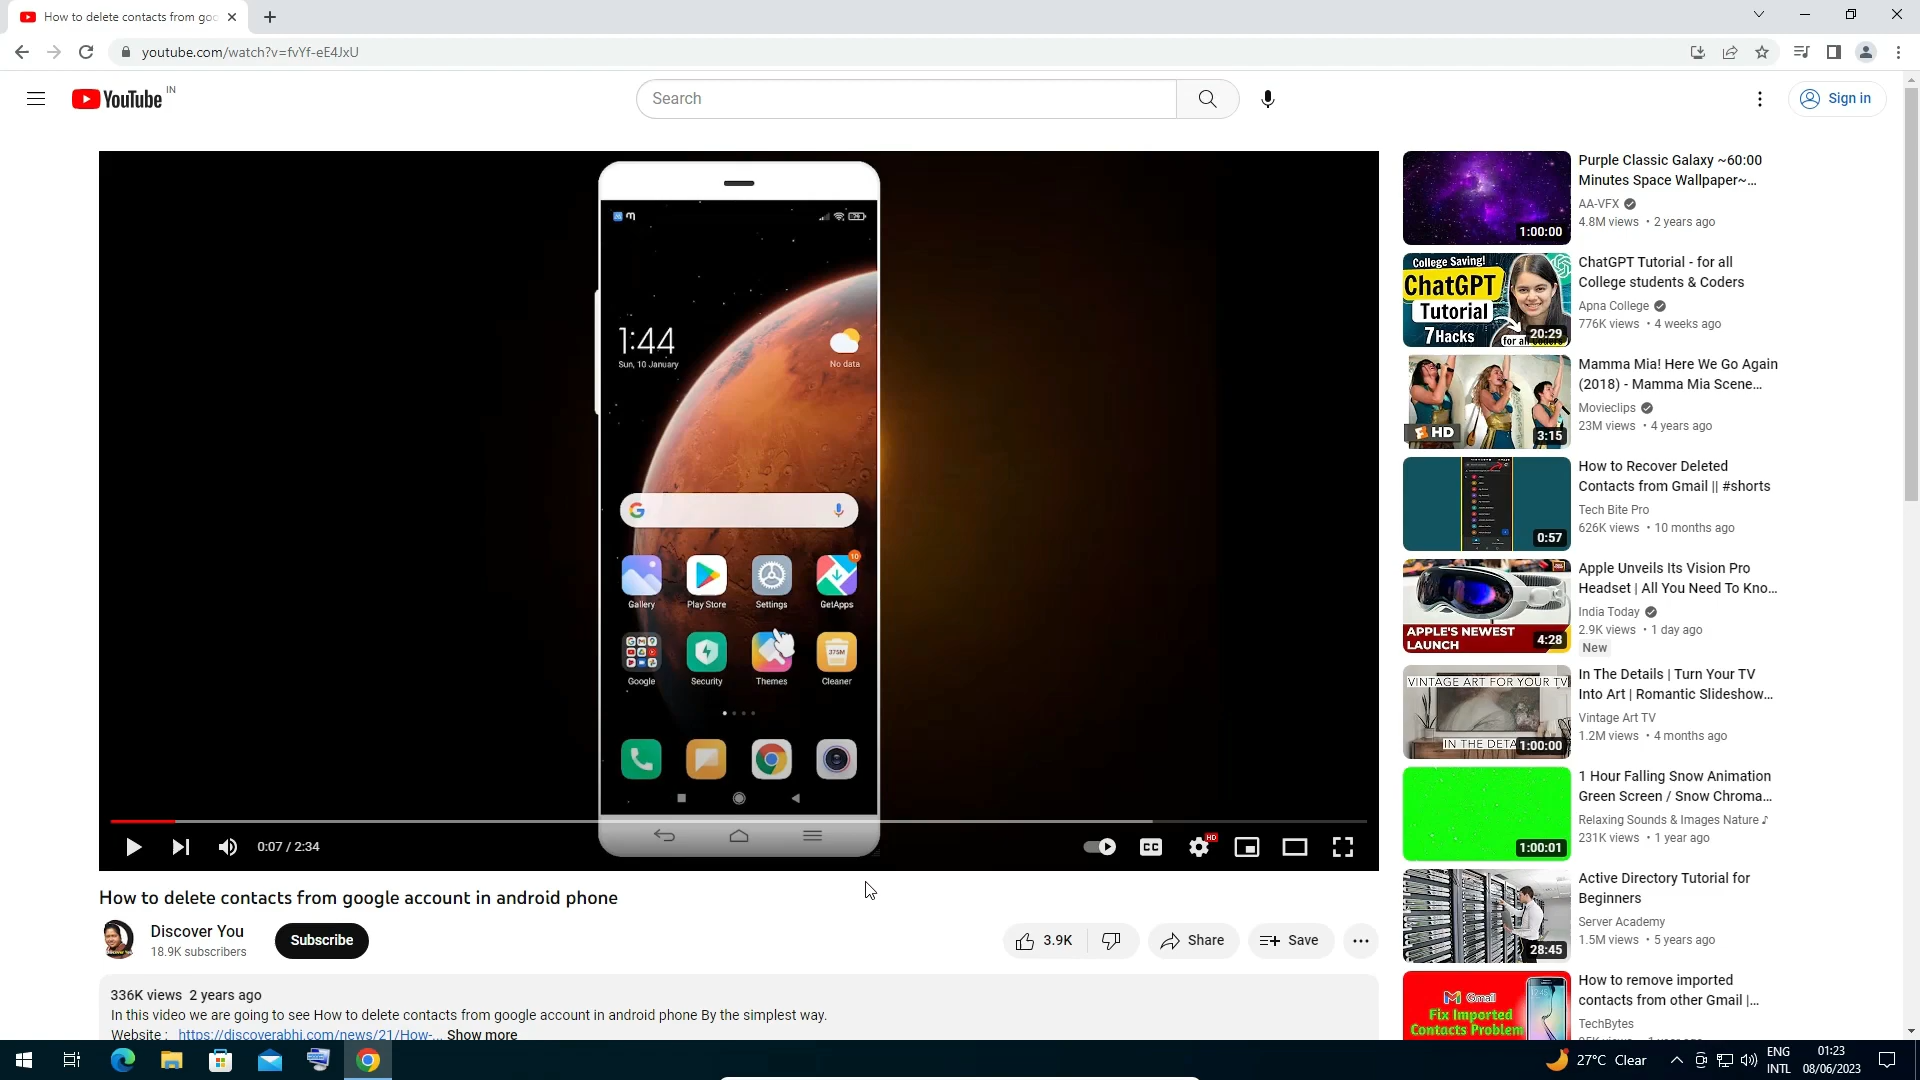 How to delete contacts from goo
youtube.com/watch?v=fvYf-eE4JxU
YouTube IN
Search
Sign in
1:44
Sun, 10 January
No data
10
Gallery
Play Store
Settings
GetApps
375M
Google
Security
Themes
Cleaner
0:07 / 2:34
CC
HD
How to delete contacts from google account in android phone
Discover You
18.9K subscribers
Subscribe
3.9K
Share
Save
336K views 2 years ago
In this video we are going to see How to delete contacts from google account in android phone By the simplest way.
Website : https://discoverabhi.com/news/21/How-... Show more
1:00:00
Purple Classic Galaxy ~60:00
Minutes Space Wallpaper~...
AA-VFX
4.8M views • 2 years ago
College Saving!
ChatGPT
Tutorial
7 Hacks
20:29
ChatGPT Tutorial - for all
College students & Coders
Apna College
776K views • 4 weeks ago
HD
3:15
Mamma Mia! Here We Go Again
(2018) - Mamma Mia Scene...
Movieclips
23M views • 4 years ago
0:57
How to Recover Deleted
Contacts from Gmail || #shorts
Tech Bite Pro
626K views • 10 months ago
APPLE'S NEWEST
LAUNCH
4:28
Apple Unveils Its Vision Pro
Headset | All You Need To Kno...
India Today
2.9K views • 1 day ago
New
VINTAGE ART FOR YOUR TV
IN THE DETA
1:00:00
In The Details | Turn Your TV
Into Art | Romantic Slideshow...
Vintage Art TV
1.2M views • 4 months ago
1:00:01
1 Hour Falling Snow Animation
Green Screen / Snow Chroma...
Relaxing Sounds & Images Nature ♪
231K views • 1 year ago
28:45
Active Directory Tutorial for
Beginners
Server Academy
1.5M views • 5 years ago
Gmail
Fix Imported
Contacts Problem
How to remove imported
contacts from other Gmail |...
TechBytes
27°C Clear
ENG
INTL
01:23
08/06/2023